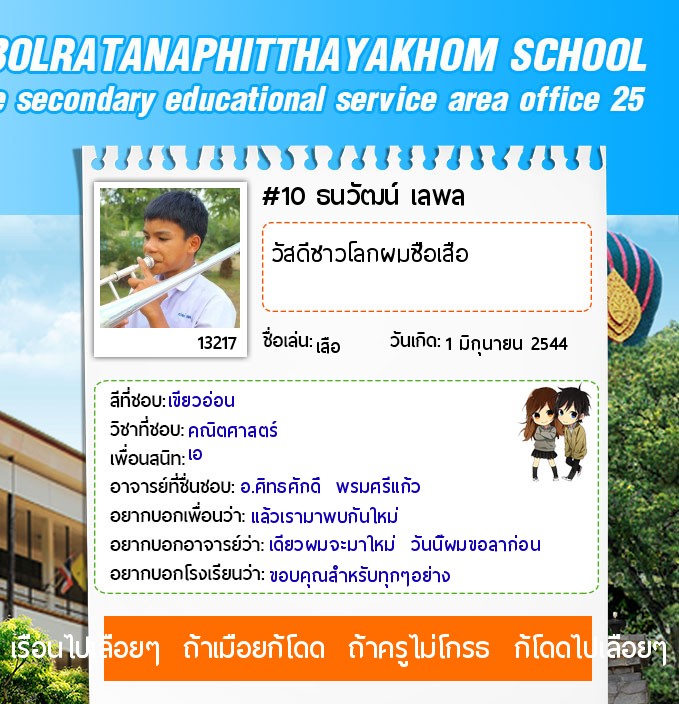 BOLRATANAPHITTHAYAKHOM SCHOOL
e secondary educational service area office 25
#10 ธนวัฒน์ เลพล
วัสดีชาวโลกผมชื่อเสือ
13217
ชื่อเล่น: เสือ วันเกิด: 1 มิถุนายน 2544
สีที่ชอบ: เขียวอ่อน
วิชาที่ชอบ: คณิตศาสตร์
เพื่อนสนิท: เอ
อาจารย์ที่ชื่นชอบ: อ.ศิทธศักดิ์ พรมศรีแก้ว
อยากบอกเพื่อนว่า: แล้วเรามาพบกันใหม่
อยากบอกอาจารย์ว่า: เดียวผมจะมาใหม่ วันนี้ผมขอลาก่อน
อยากบอกโรงเรียนว่า: ขอบคุณสำหรับทุกๆอย่าง
เรือนไปเลือยๆ ถ้าเมือยก้โดด ถ้าครูไม่โกรธ ก้โดดไปเลื่อยๆ